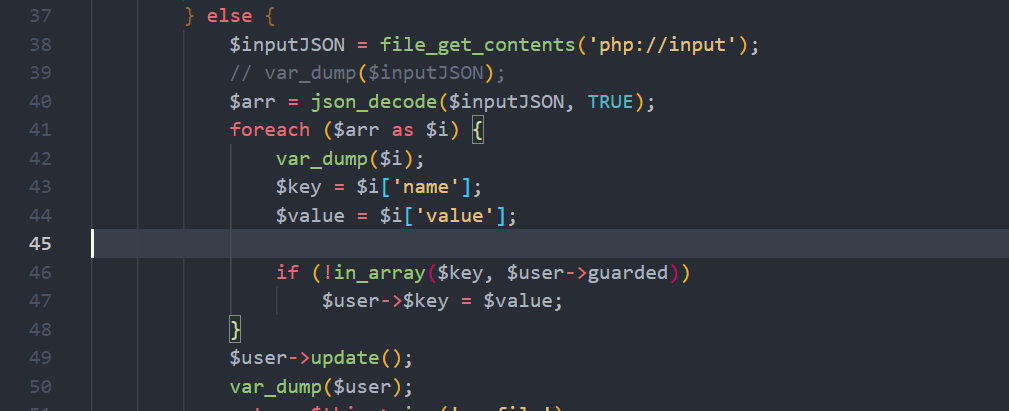 37 } else {
38 $inputJSON = file_get_contents('php://input');
39 // var_dump($inputJSON);
40 $arr = json_decode($inputJSON, TRUE);
41 foreach ($arr as $i) {
42 var_dump($i);
43 $key = $i['name'];
44 $value = $i['value'];
45
46 if (!in_array($key, $user->guarded))
47 $user->$key = $value;
48 }
49 $user->update();
50 var_dump($user);